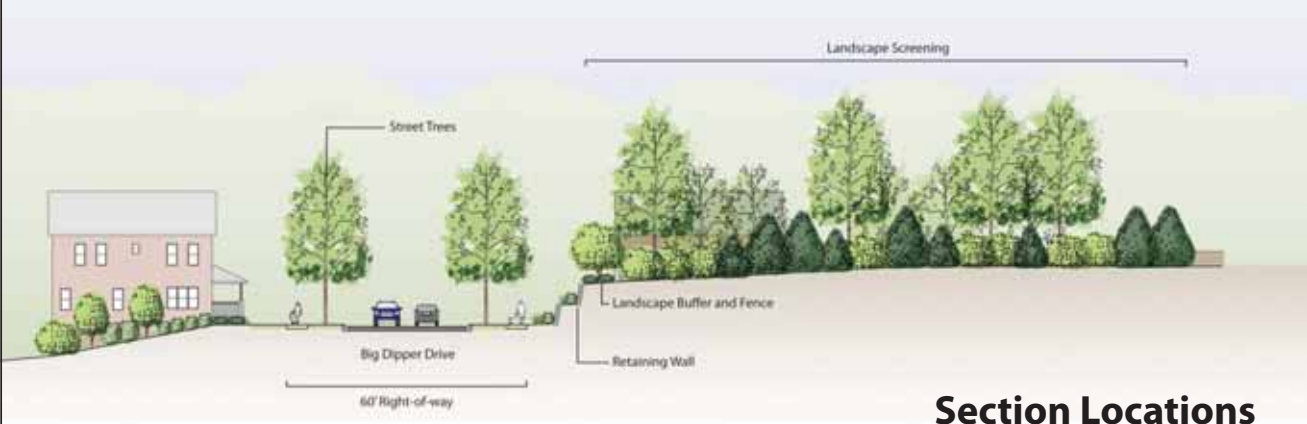 Landscape Screening
Street Trees
Landscape Buffer and Fence
Big Dipper Drive
Retaining Wall
60' Right-of-way
Section Locations